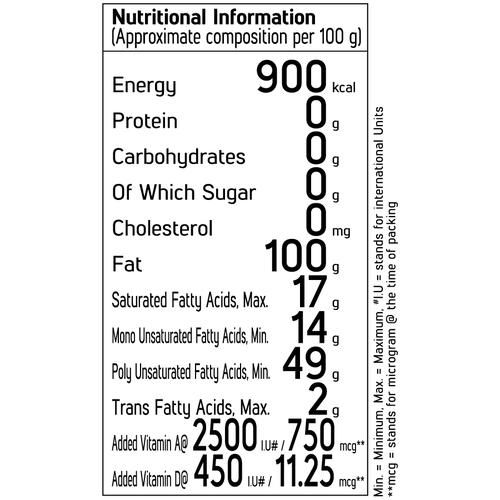 Nutritional Information
(Approximate composition per 100 g)
Energy 900 kcal
Protein 0 g
Carbohydrates 0 g
Of Which Sugar 0 g
Cholesterol 0 mg
Fat 100 g
Saturated Fatty Acids, Max. 17 g
Mono Unsaturated Fatty Acids, Min. 14 g
Poly Unsaturated Fatty Acids, Min. 49 g
Trans Fatty Acids, Max. 2 g
Added Vitamin A@ 2500 I.U# / 750 mcg**
Added Vitamin D@ 450 I.U# / 11.25 mcg**
Min. = Minimum, Max. = Maximum, #I.U = stands for international Units
**mcg = stands for microgram @ the time of packing